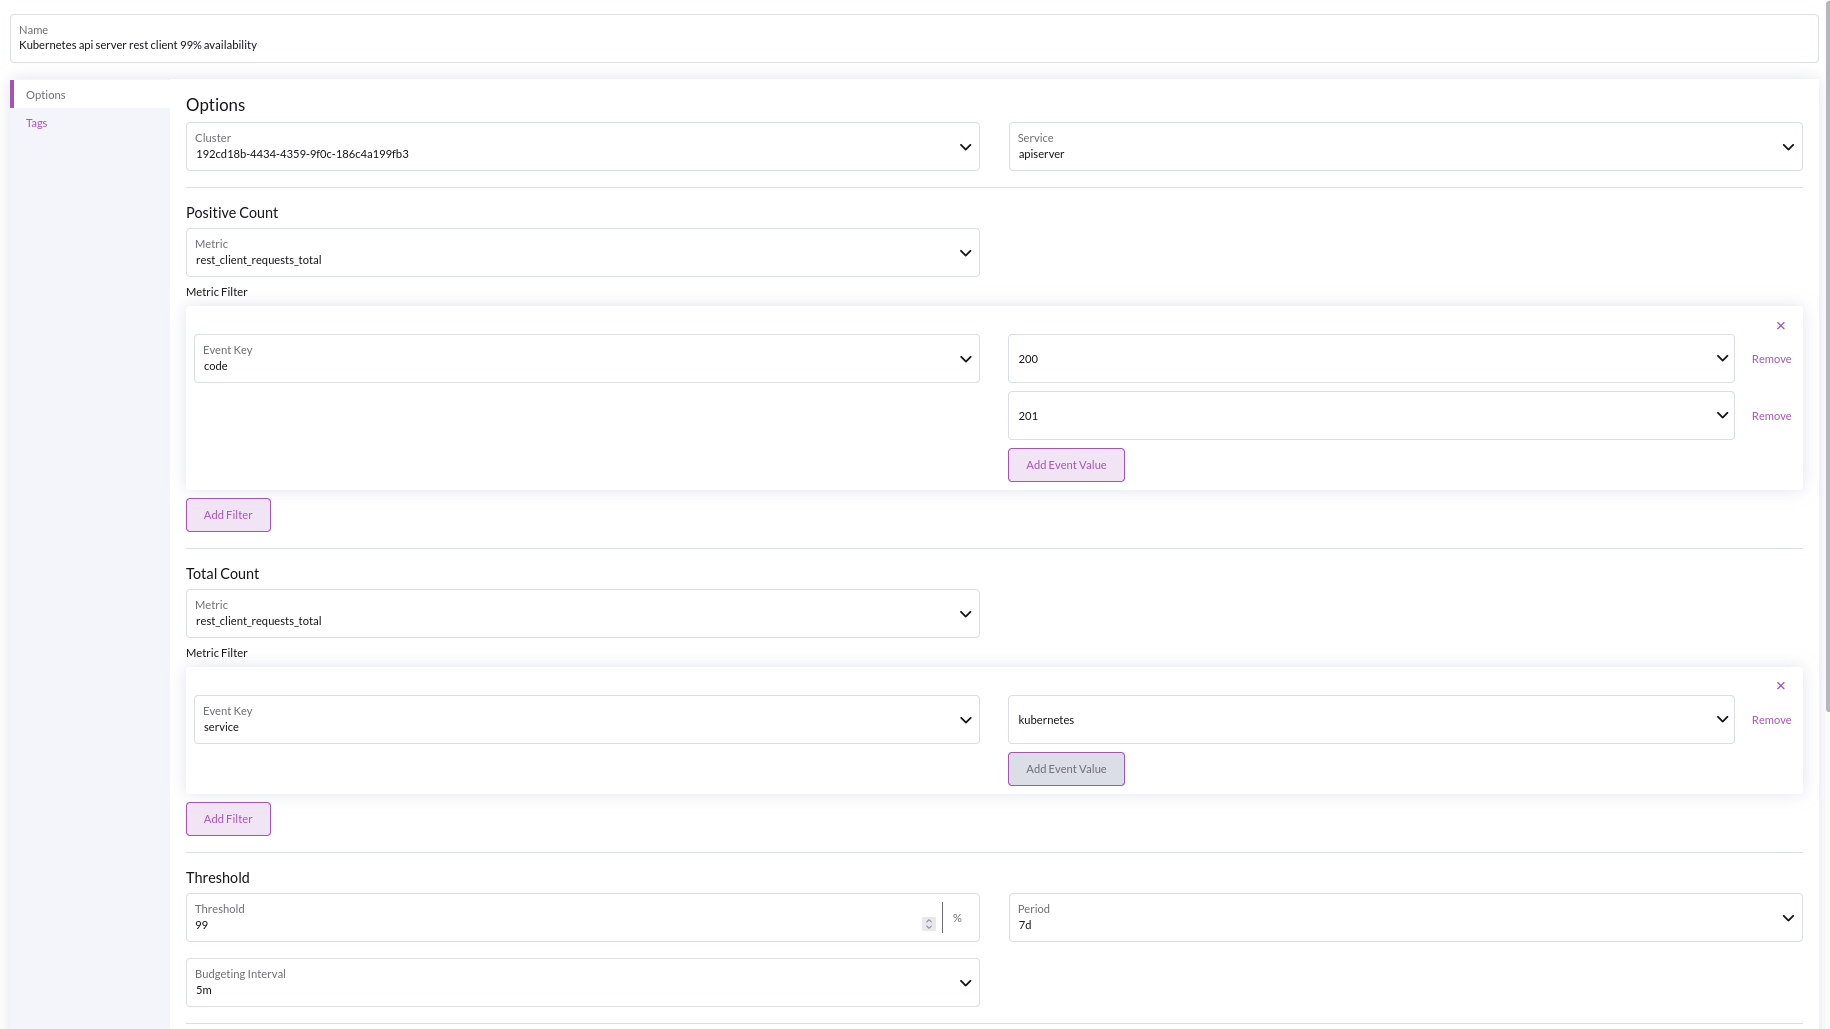 Name
Kubernetes api server rest client 99% availability
Options
Tags
Options
Cluster
192cd18b-4434-4359-9f0c-186c4a199fb3
Service
apiserver
Positive Count
Metric
rest_client_requests_total
Metric Filter
Event Key
code
200
Remove
201
Remove
Add Event Value
Add Filter
Total Count
Metric
rest_client_requests_total
Metric Filter
Event Key
service
kubernetes
Remove
Add Event Value
Add Filter
Threshold
Threshold
99
%
Period
7d
Budgeting Interval
5m